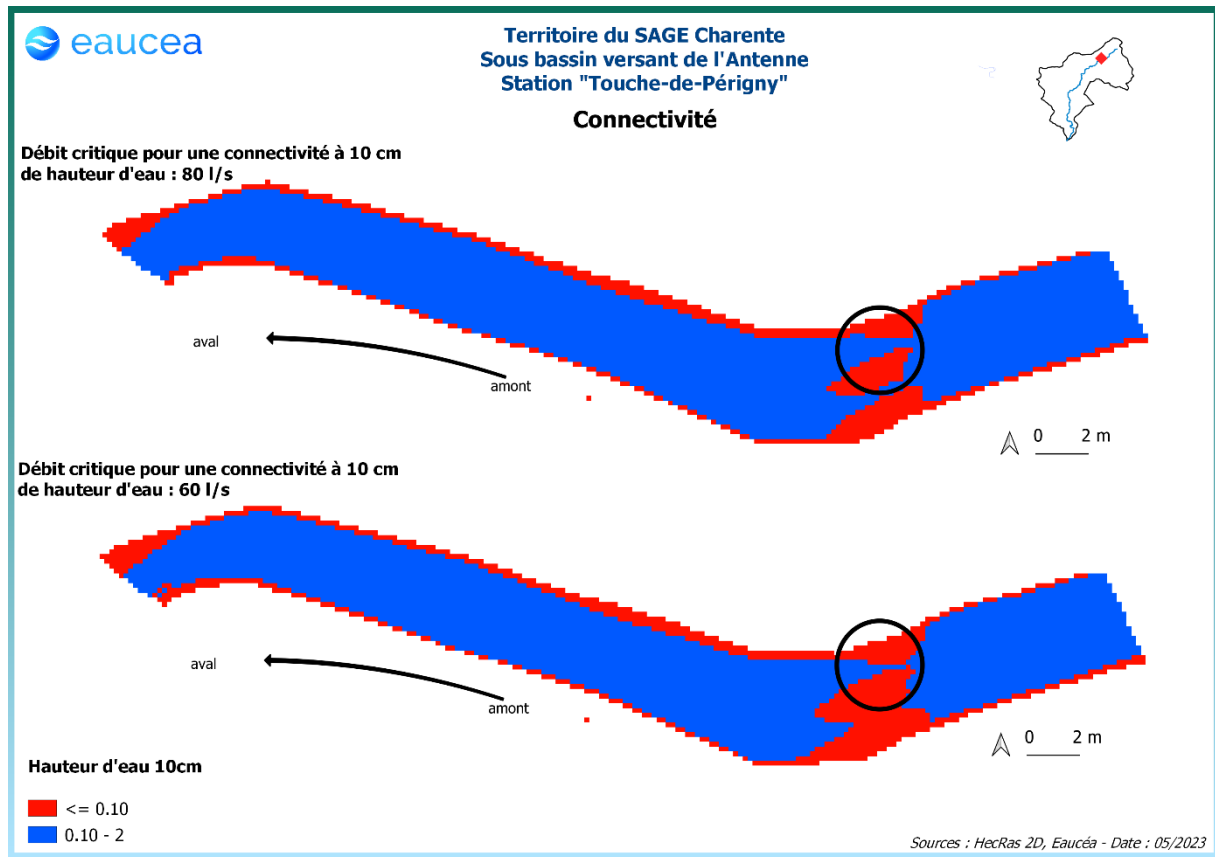 eaucea
Territoire du SAGE Charente
Sous bassin versant de l'Antenne
Station "Touche-de-Périgny"
Connectivité
Débit critique pour une connectivité à 10 cm
de hauteur d'eau : 80 l/s
aval
amont
0 2 m
Débit critique pour une connectivité à 10 cm
de hauteur d'eau : 60 l/s
aval
amont
0 2 m
Hauteur d'eau 10cm
<= 0.10
0.10 - 2
Sources : HecRas 2D, Eaucéa - Date : 05/2023